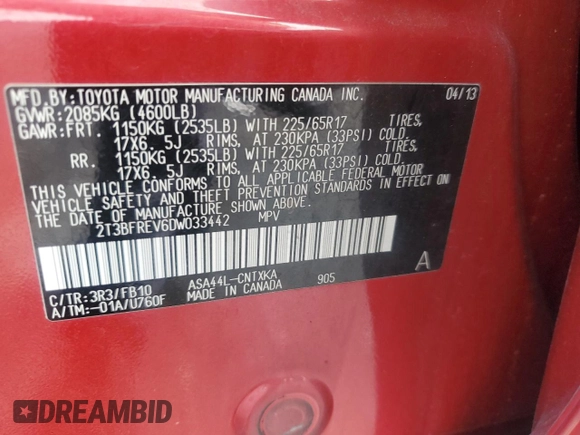 MFD.BY:TOYOTA MOTOR MANUFACTURING CANADA INC. 04/13
GVWR:2085KG (4600LB)
GAWR:FRT. 1150KG (2535LB) WITH 225/65R17 TIRES,
17X6.5J RIMS, AT 230KPA (33PSI) COLD.
RR. 1150KG (2535LB) WITH 225/65R17 TIRES,
17X6.5J RIMS, AT 230KPA (33PSI) COLD.
THIS VEHICLE CONFORMS TO ALL APPLICABLE FEDERAL MOTOR
VEHICLE SAFETY AND THEFT PREVENTION STANDARDS IN EFFECT
ON THE DATE OF MANUFACTURE SHOWN ABOVE.
2T3BFREV6DW033442 MPV
C/TR:3R3/FB10 ASA44L-CNTXKA A
A/TM:-01A/U760F MADE IN CANADA 905
DREAMBID